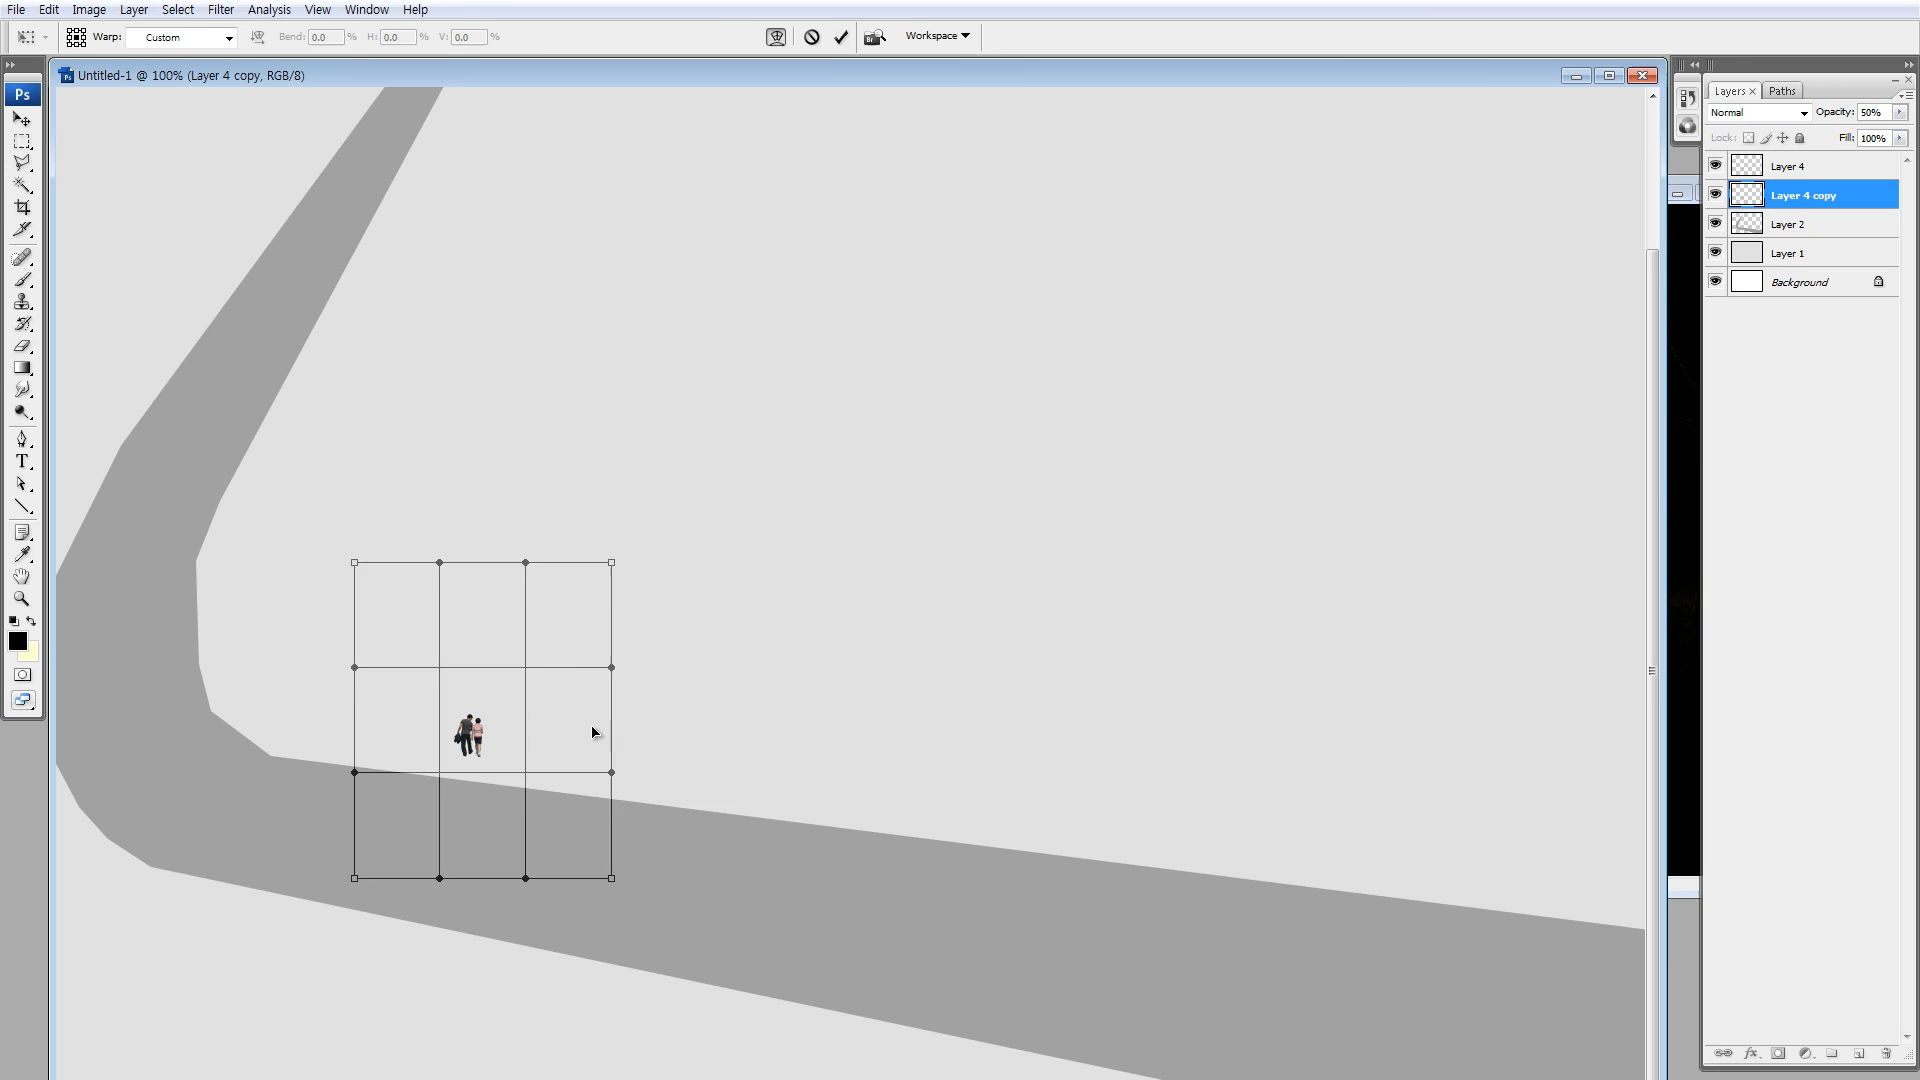 File Edit Image Layer Select Filter Analysis View Window Help
Warp: Custom Bend: 0.0 % H: 0.0 % V: 0.0 % Workspace
Untitled-1 @ 100% (Layer 4 copy, RGB/8)
Ps
T
Layers Paths
Normal Opacity: 50%
Lock: Fill: 100%
Layer 4
Layer 4 copy
Layer 2
Layer 1
Background
fx